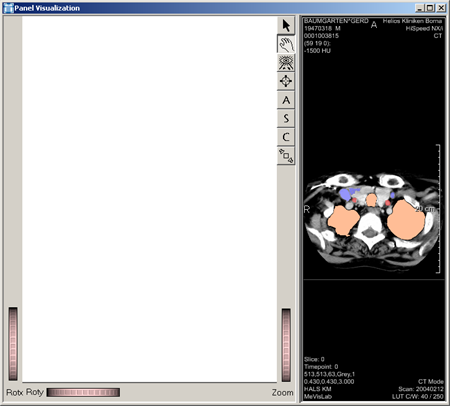 Panel Visualization
A
S
C
Rotx Roty Zoom
BAUMGARTEN^GERD Helios Kliniken Borna
19470318 M A HiSpeed NX/i
0001003815 CT
(59 19 0):
-1500 HU
R
20 cm
Slice: 0
Timepoint: 0
513,513,63,Grey,1
0.430,0.430,3.000 CT Mode
HALS KM Scan: 20040212
MeVisLab LUT C/W: 40 / 250